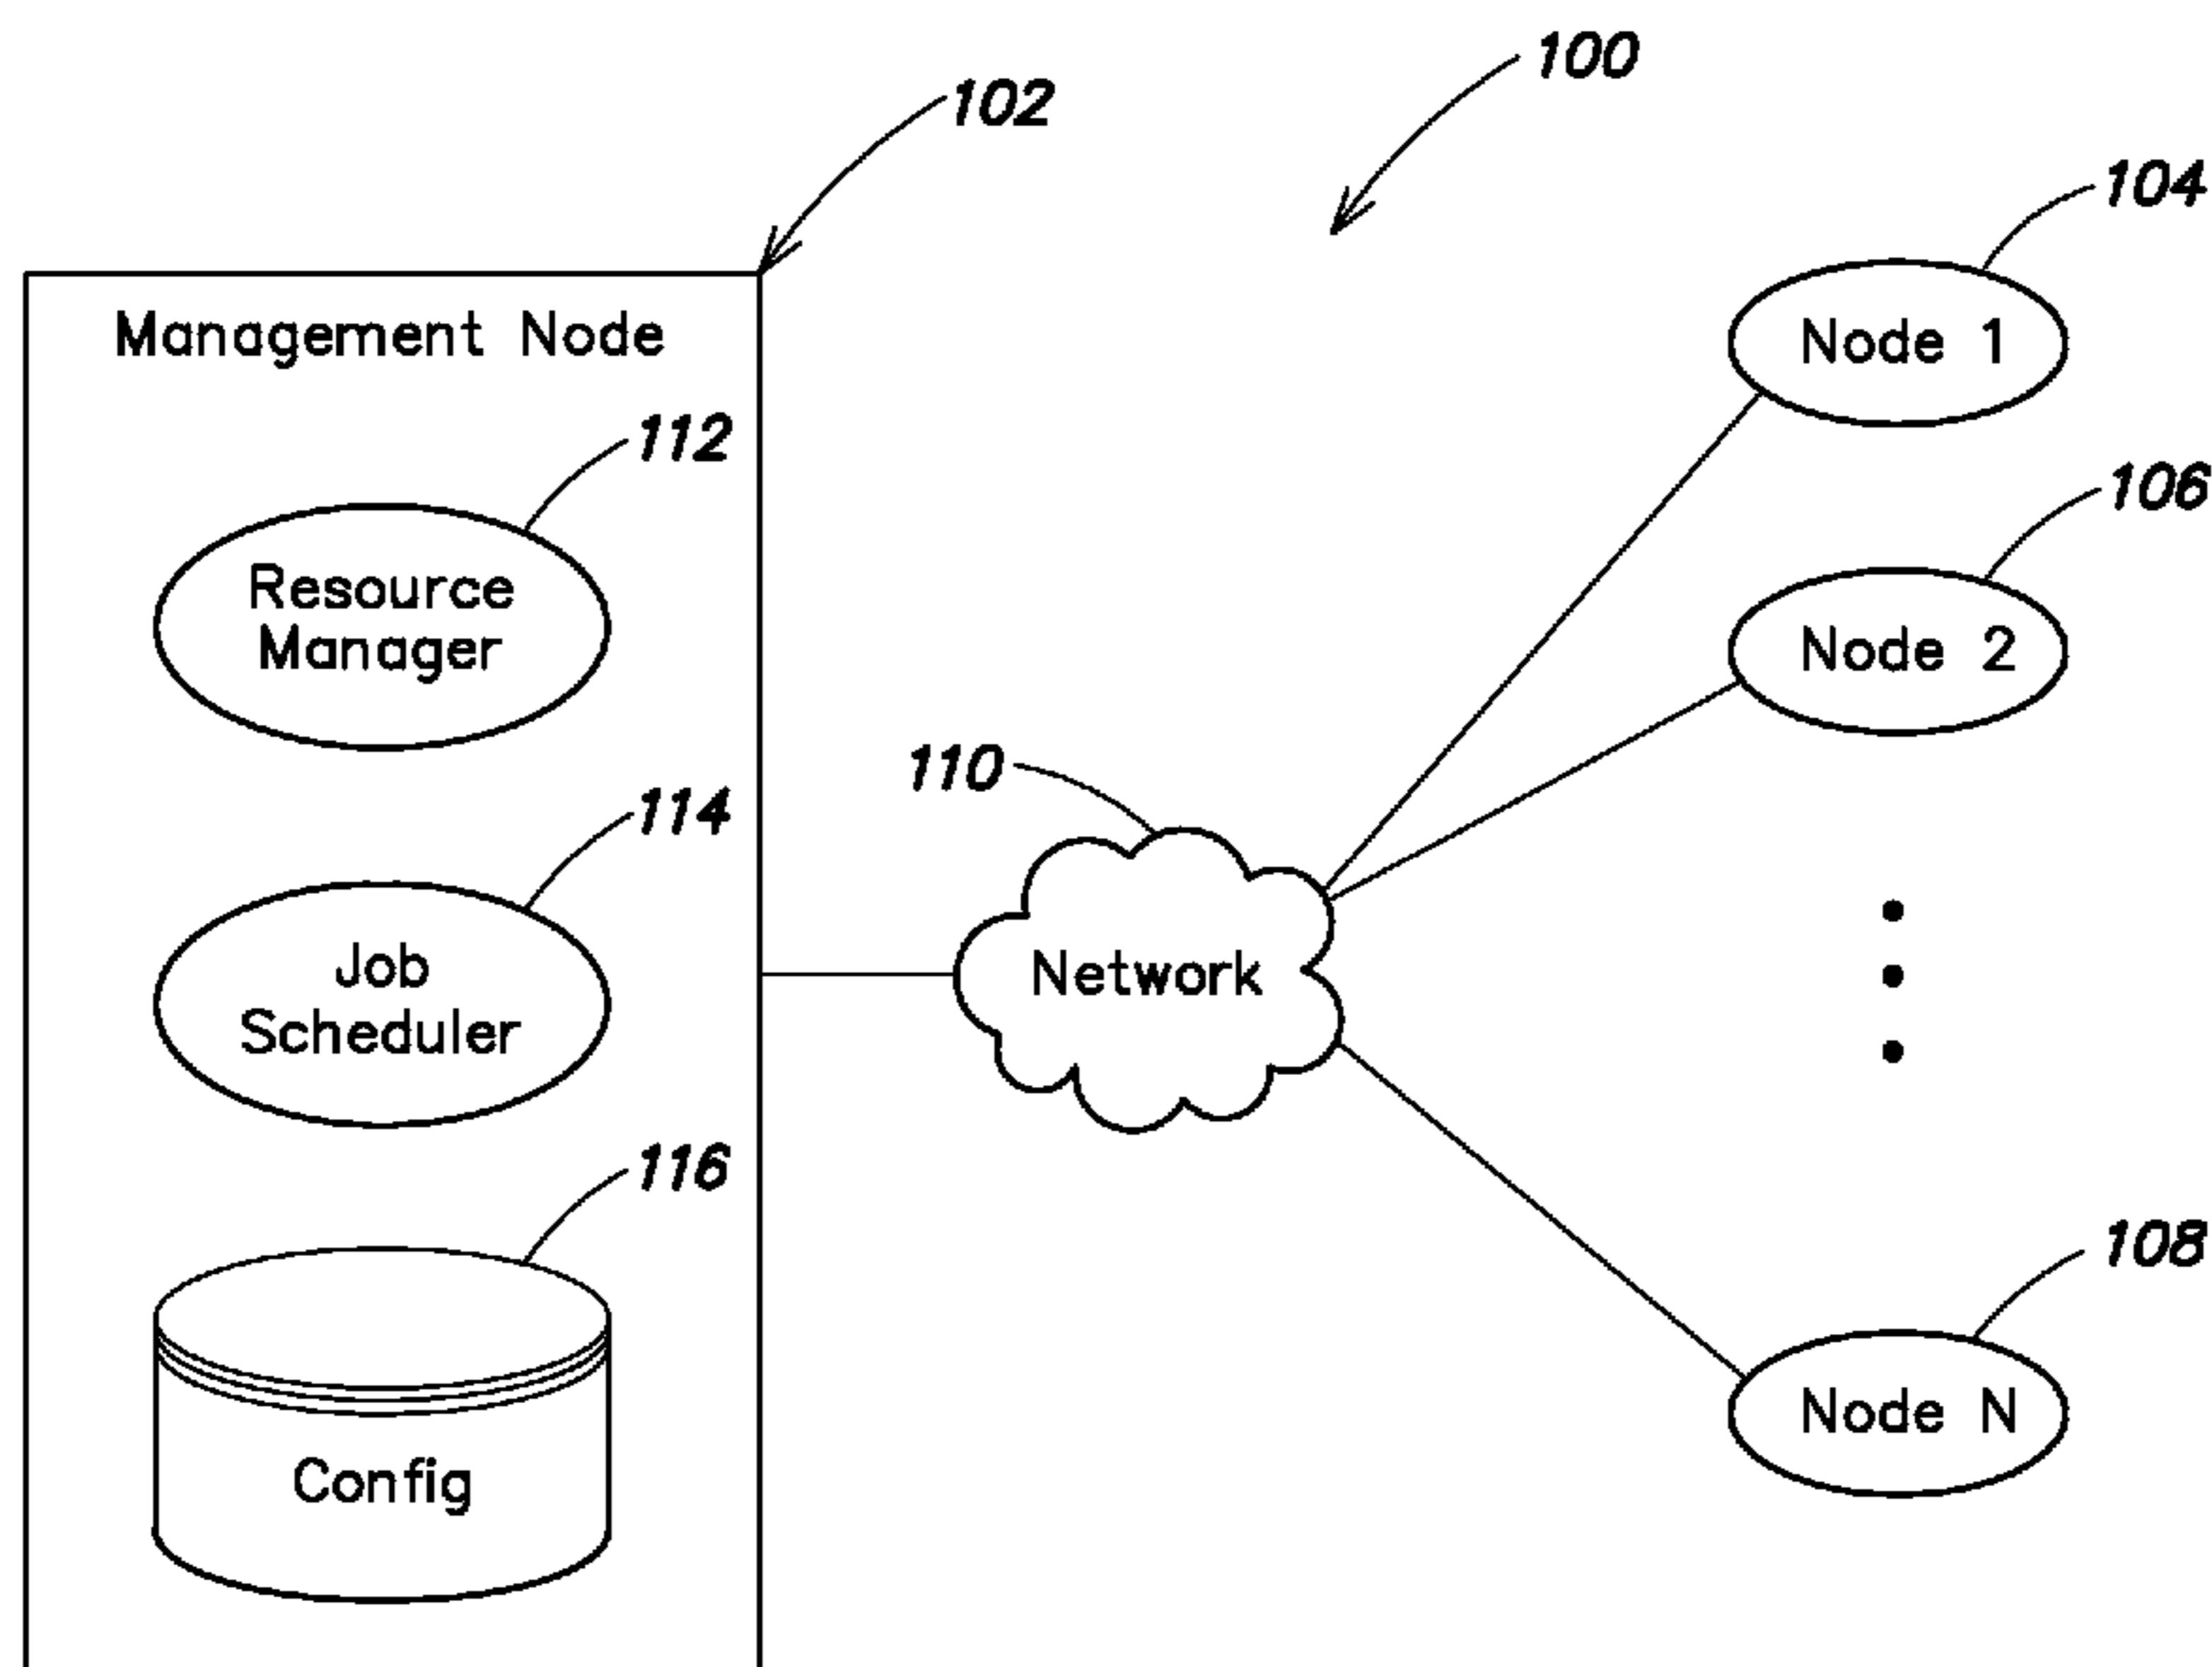 100
102
104
Management Node
Node 1
112
106
Resource
Manager
Node 2
110
114
Job
Scheduler
Network
116
108
Config
Node N